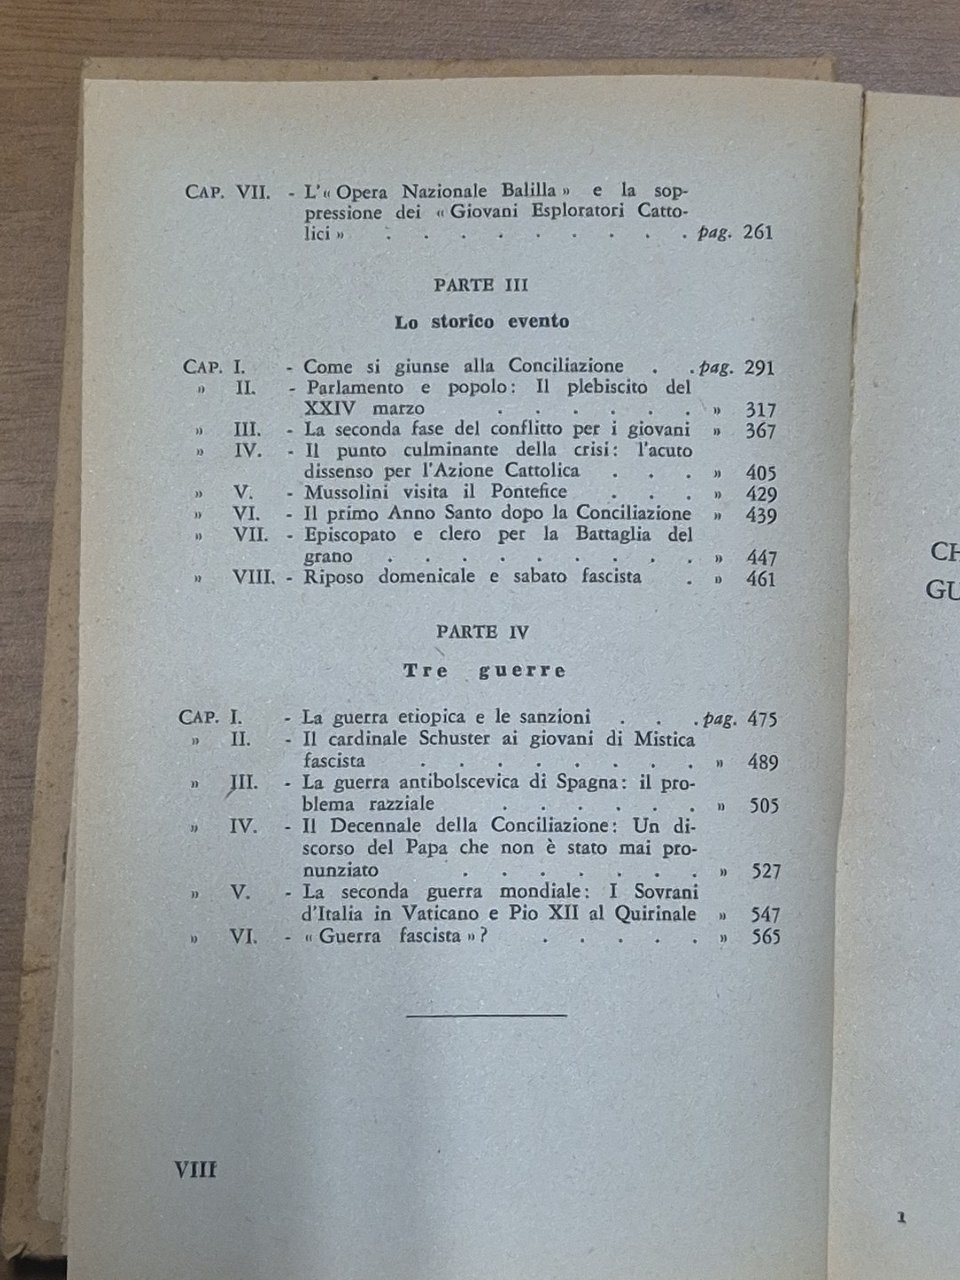 CAP. VII. - L'« Opera Nazionale Balilla » e la sop-
pressione dei « Giovani Esploratori Catto-
lici » . . . . . . . . . pag. 261
PARTE III
Lo storico evento
CAP. I. - Come si giunse alla Conciliazione . . pag. 291
» II. - Parlamento e popolo: Il plebiscito del
XXIV marzo . . . . . . » 317
» III. - La seconda fase del conflitto per i giovani » 367
» IV. - Il punto culminante della crisi: l'acuto
dissenso per l'Azione Cattolica . . . » 405
» V. - Mussolini visita il Pontefice . . . » 429
» VI. - Il primo Anno Santo dopo la Conciliazione » 439
» VII. - Episcopato e clero per la Battaglia del
grano . . . . . . . . . » 447
» VIII. - Riposo domenicale e sabato fascista . » 461
PARTE IV
Tre guerre
CAP. I. - La guerra etiopica e le sanzioni . . . pag. 475
» II. - Il cardinale Schuster ai giovani di Mistica
fascista . . . . . . . . » 489
» III. - La guerra antibolscevica di Spagna: il pro-
blema razziale . . . . . . » 505
» IV. - Il Decennale della Conciliazione: Un di-
scorso del Papa che non è stato mai pro-
nunziato . . . . . . . » 527
» V. - La seconda guerra mondiale: I Sovrani
d'Italia in Vaticano e Pio XII al Quirinale » 547
» VI. - « Guerra fascista »? . . . . . » 565
VIII
CH
GU
1